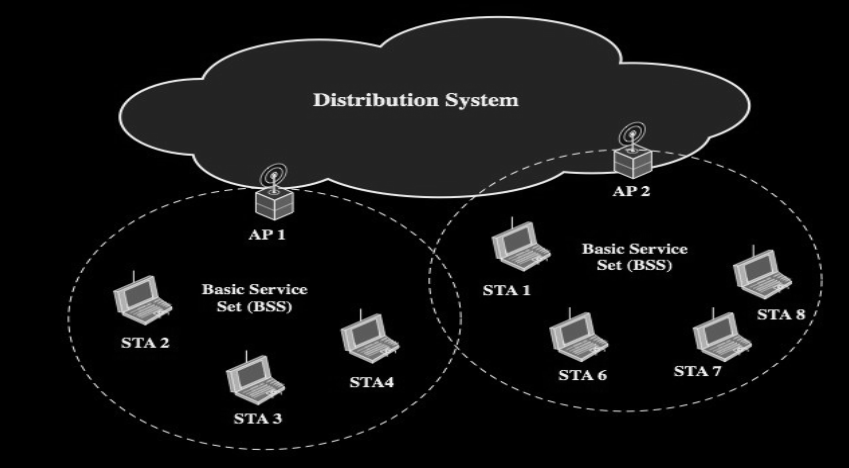 Distribution System
AP 1
AP 2
Basic Service
Set (BSS)
STA 2
STA 3
STA4
Basic Service
Set (BSS)
STA 1
STA 6
STA 7
STA 8